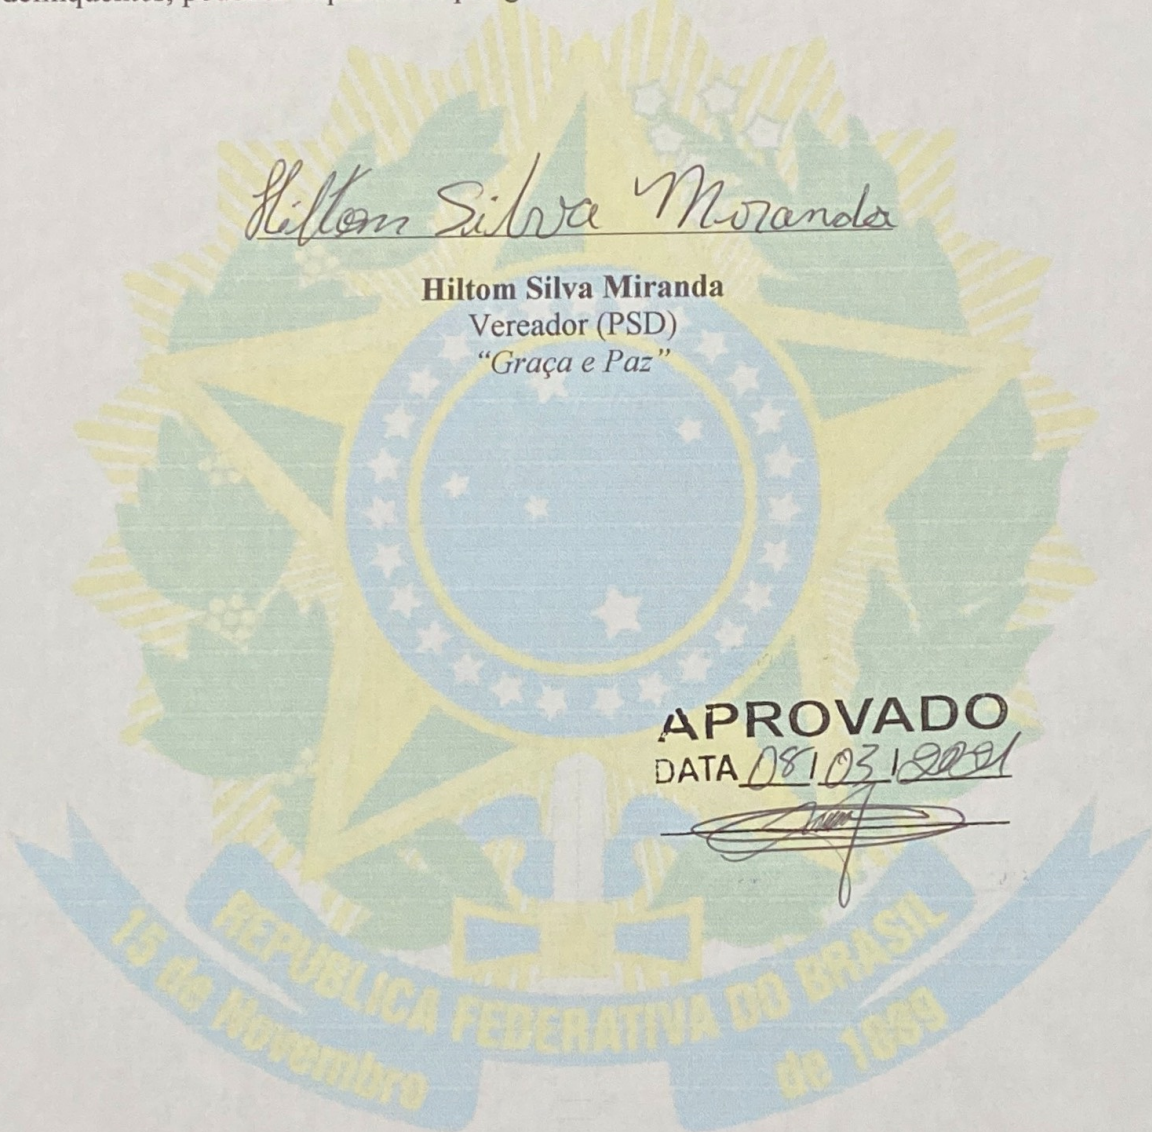 Hiltom Silva Miranda
Hiltom Silva Miranda
Vereador (PSD)
“Graça e Paz”
APROVADO
DATA 08/03/2021
REPÚBLICA FEDERATIVA DO BRASIL
15 de Novembro
de 1889